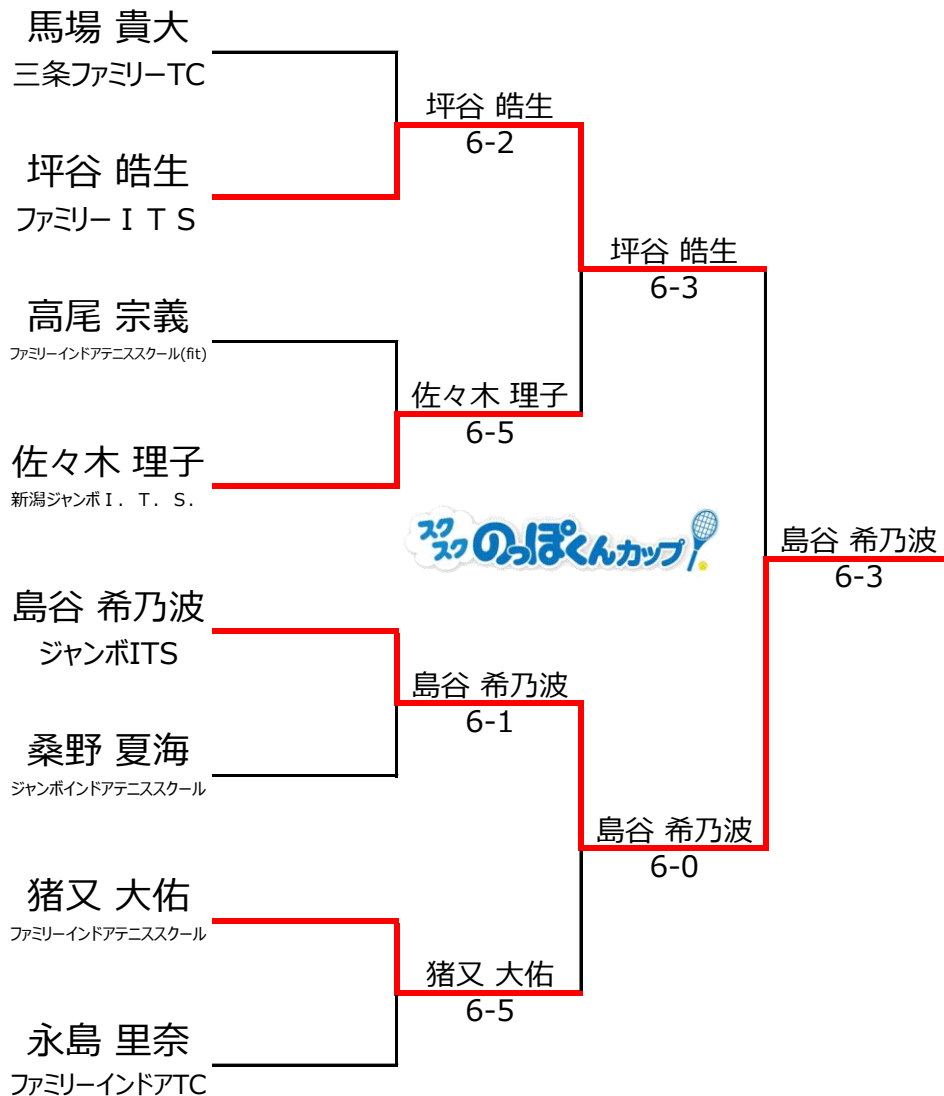 馬場 貴大
三条ファミリーTC
坪谷 皓生
6-2
坪谷 皓生
ファミリーＩＴＳ
坪谷 皓生
6-3
高尾 宗義
ファミリーインドアテニススクール(fit)
佐々木 理子
6-5
佐々木 理子
新潟ジャンボＩ．Ｔ．Ｓ．
スクスク のっぽくんカップ
島谷 希乃波
6-3
島谷 希乃波
ジャンボITS
島谷 希乃波
6-1
桑野 夏海
ジャンボインドアテニススクール
島谷 希乃波
6-0
猪又 大佑
ファミリーインドアテニススクール
猪又 大佑
6-5
永島 里奈
ファミリーインドアTC